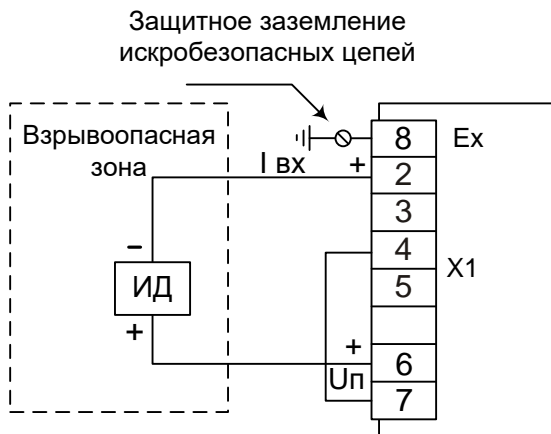 Защитное заземление
искробезопасных цепей
Взрывоопасная
зона
I вх
+
8
Ex
2
3
4
5
X1
–
ИД
+
+
Uп
6
7